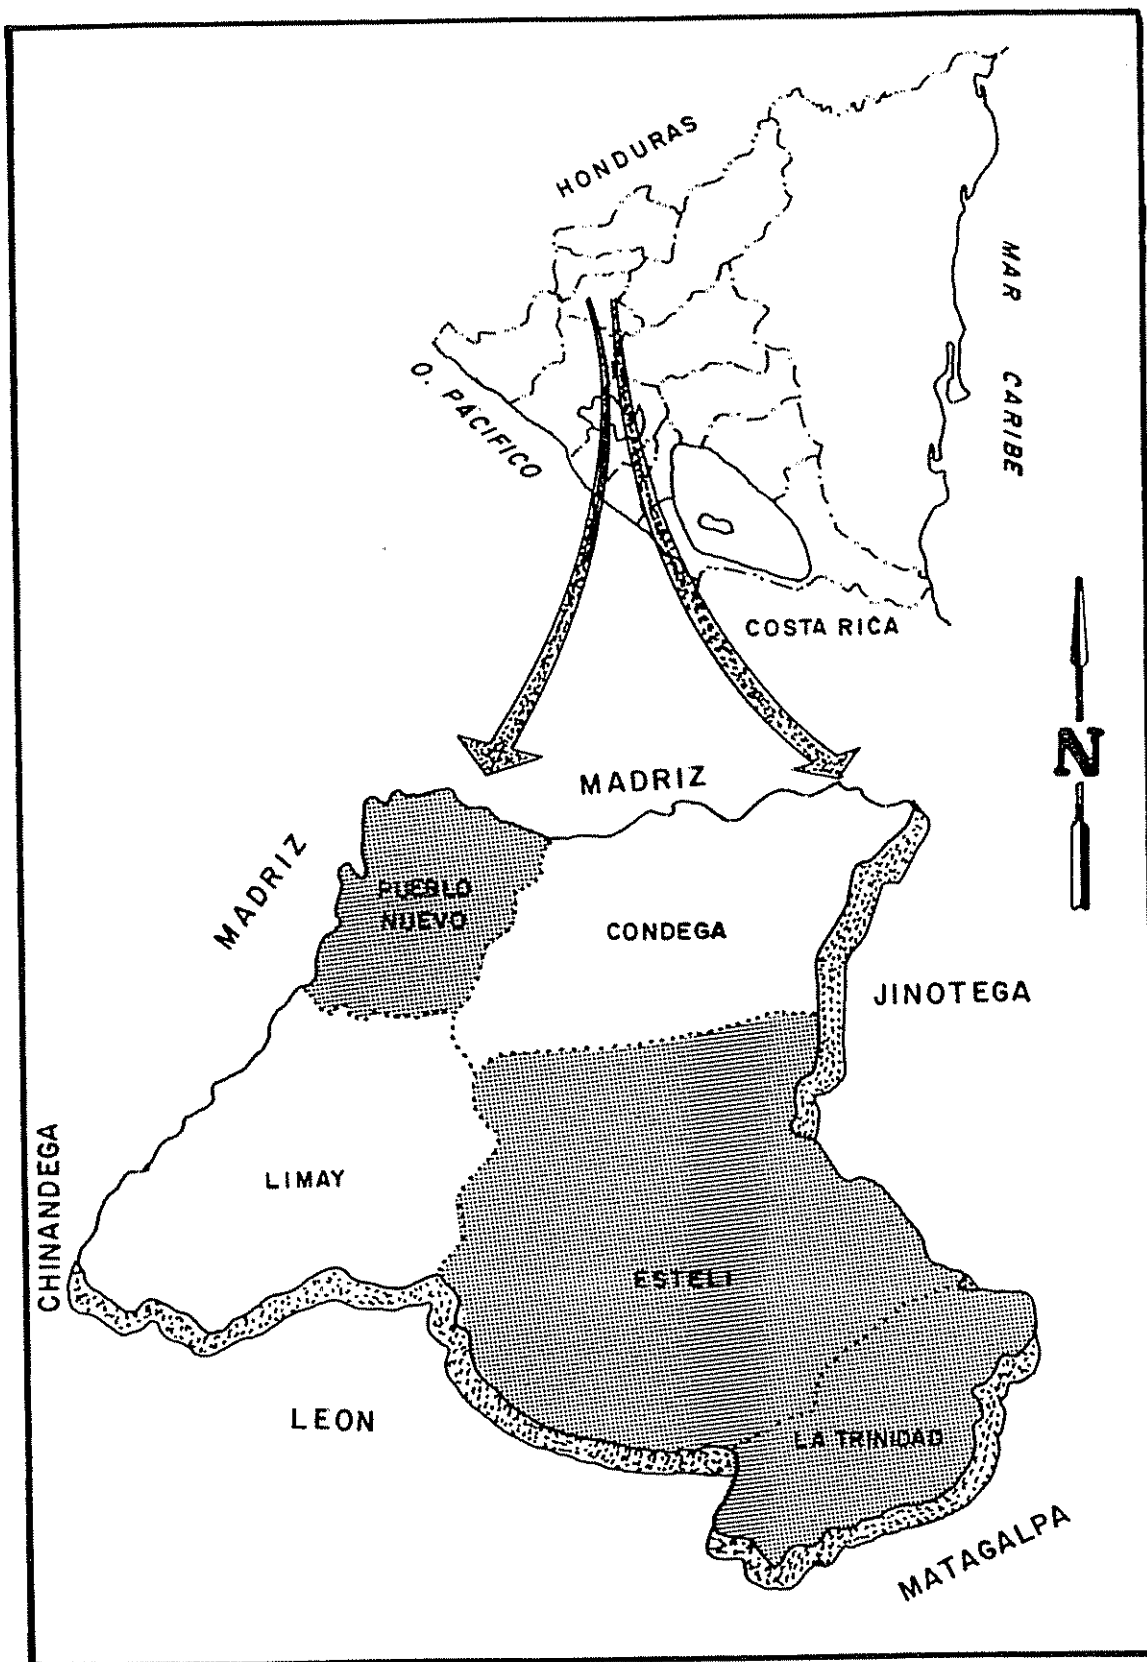 HONDURAS
MAR CARIBE
O. PACIFICO
COSTA RICA
N
MADRIZ
MADRIZ
PUEBLO
NUEVO
CONDEGA
JINOTEGA
CHINANDEGA
LIMAY
ESTELI
LEON
LA TRINIDAD
MATAGALPA